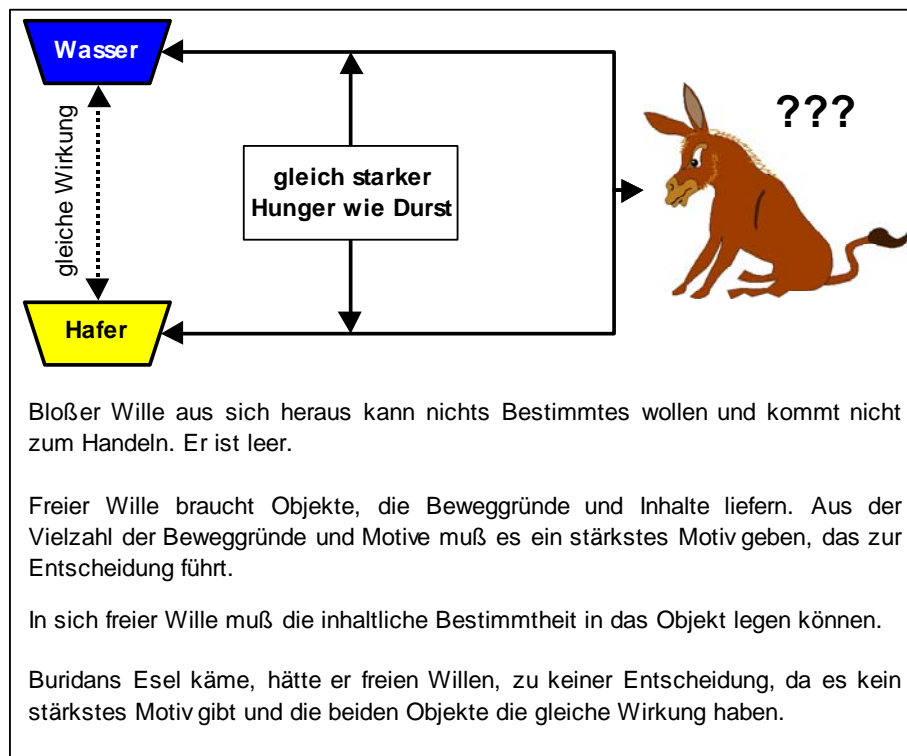 Wasser
???
gleiche Wirkung
gleich starker
Hunger wie Durst
Hafer
Bloßer Wille aus sich heraus kann nichts Bestimmtes wollen und kommt nicht
zum Handeln. Er ist leer.
Freier Wille braucht Objekte, die Beweggründe und Inhalte liefern. Aus der
Vielzahl der Beweggründe und Motive muß es ein stärkstes Motiv geben, das zur
Entscheidung führt.
In sich freier Wille muß die inhaltliche Bestimmtheit in das Objekt legen können.
Buridans Esel käme, hätte er freien Willen, zu keiner Entscheidung, da es kein
stärkstes Motiv gibt und die beiden Objekte die gleiche Wirkung haben.